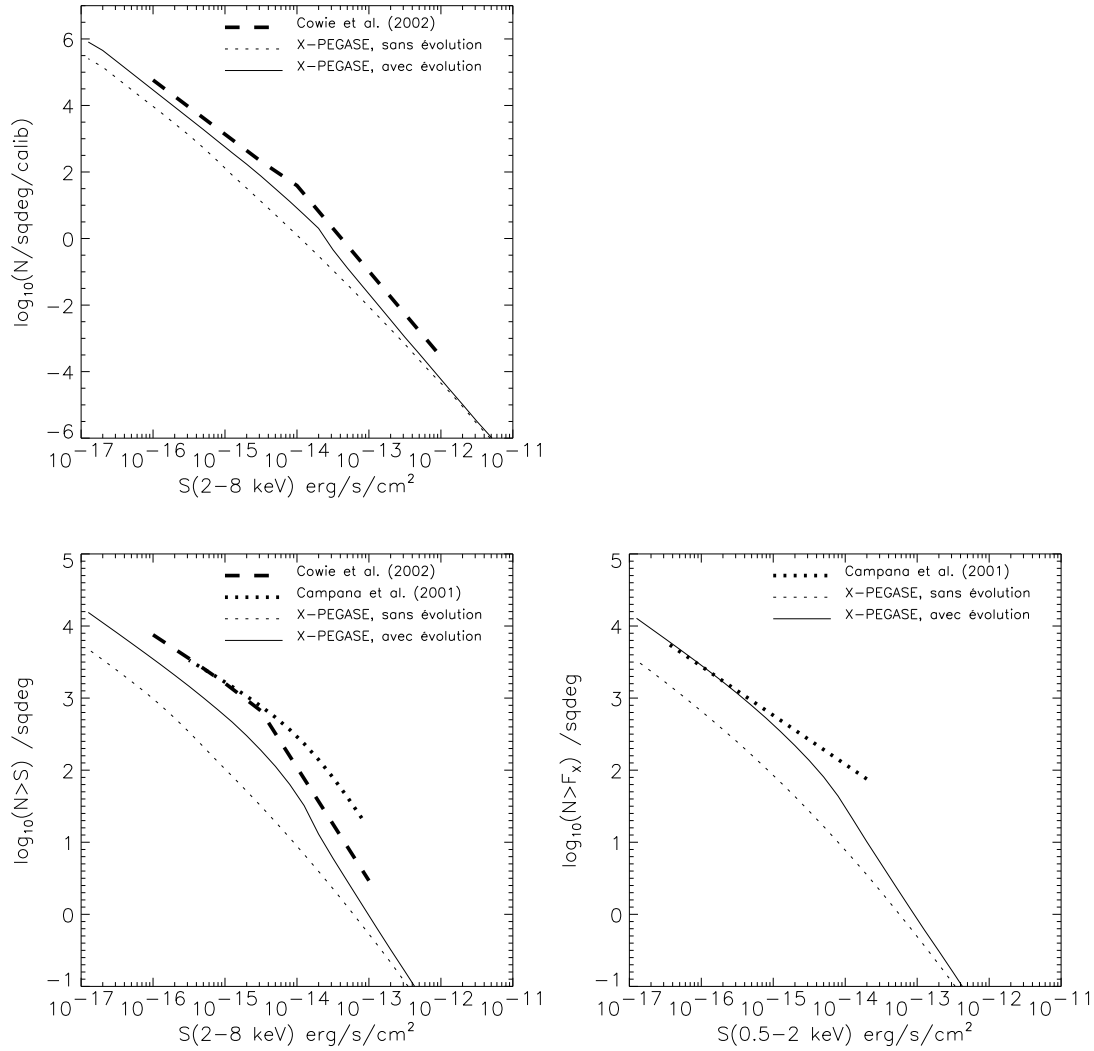 Cowie et al. (2002)
X-PEGASE, sans évolution
X-PEGASE, avec évolution
log₁₀(N/sqdeg/calib)
6
4
2
0
−2
−4
−6
10⁻¹⁷ 10⁻¹⁶ 10⁻¹⁵ 10⁻¹⁴ 10⁻¹³ 10⁻¹² 10⁻¹¹
S(2−8 keV) erg/s/cm²
Cowie et al. (2002)
Campana et al. (2001)
X-PEGASE, sans évolution
X-PEGASE, avec évolution
log₁₀(N>S) /sqdeg
5
4
3
2
1
0
−1
10⁻¹⁷ 10⁻¹⁶ 10⁻¹⁵ 10⁻¹⁴ 10⁻¹³ 10⁻¹² 10⁻¹¹
S(2−8 keV) erg/s/cm²
Campana et al. (2001)
X-PEGASE, sans évolution
X-PEGASE, avec évolution
log₁₀(N>Fₓ) /sqdeg
5
4
3
2
1
0
−1
10⁻¹⁷ 10⁻¹⁶ 10⁻¹⁵ 10⁻¹⁴ 10⁻¹³ 10⁻¹² 10⁻¹¹
S(0.5−2 keV) erg/s/cm²